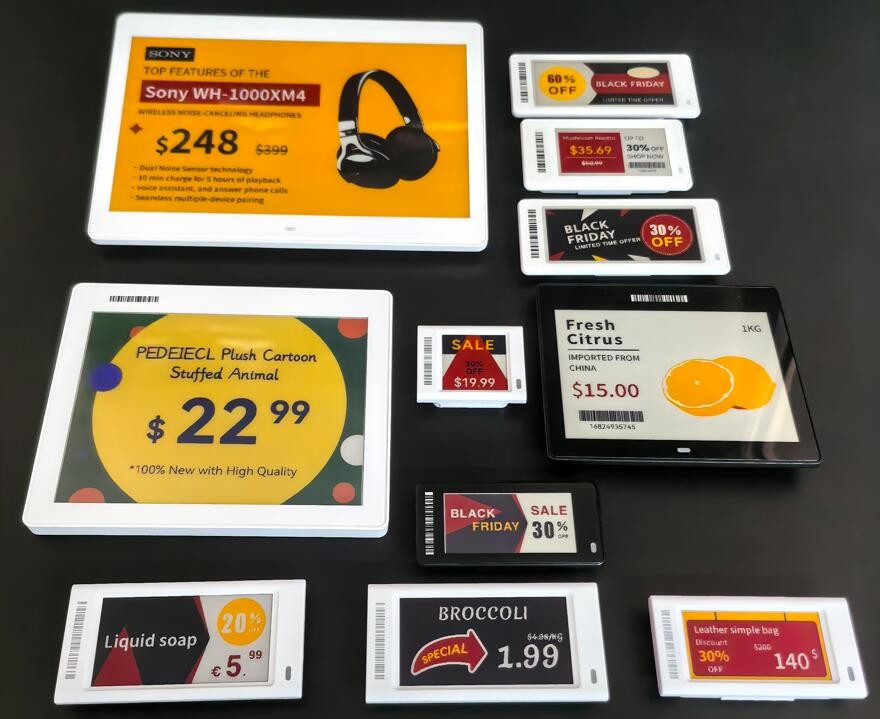 SONY
TOP FEATURES OF THE
Sony WH-1000XM4
WIRELESS NOISE-CANCELING HEADPHONES
$248 $399
· Dual Noise Sensor technology
· 10 min charge for 5 hours of playback
· voice assistant, and answer phone calls
· Seamless multiple-device pairing
60%
OFF
BLACK FRIDAY
LIMITED TIME OFFER
Mushroom Risotto
$35.69
$50.99
UP TO
30% OFF
SHOP NOW
BLACK
FRIDAY
LIMITED TIME OFFER
30%
OFF
PEDEIECL Plush Cartoon
Stuffed Animal
$22 99
*100% New with High Quality
SALE
30%
OFF
$19.99
Fresh
Citrus
1KG
IMPORTED FROM
CHINA
$15.00
16824935745
BLACK
FRIDAY
SALE
30%
OFF
Liquid soap
20%
OFF
€5.99
BROCCOLI
SPECIAL
$4.98/KG
1.99
Leather simple bag
Discount
30%
OFF
$200
140$